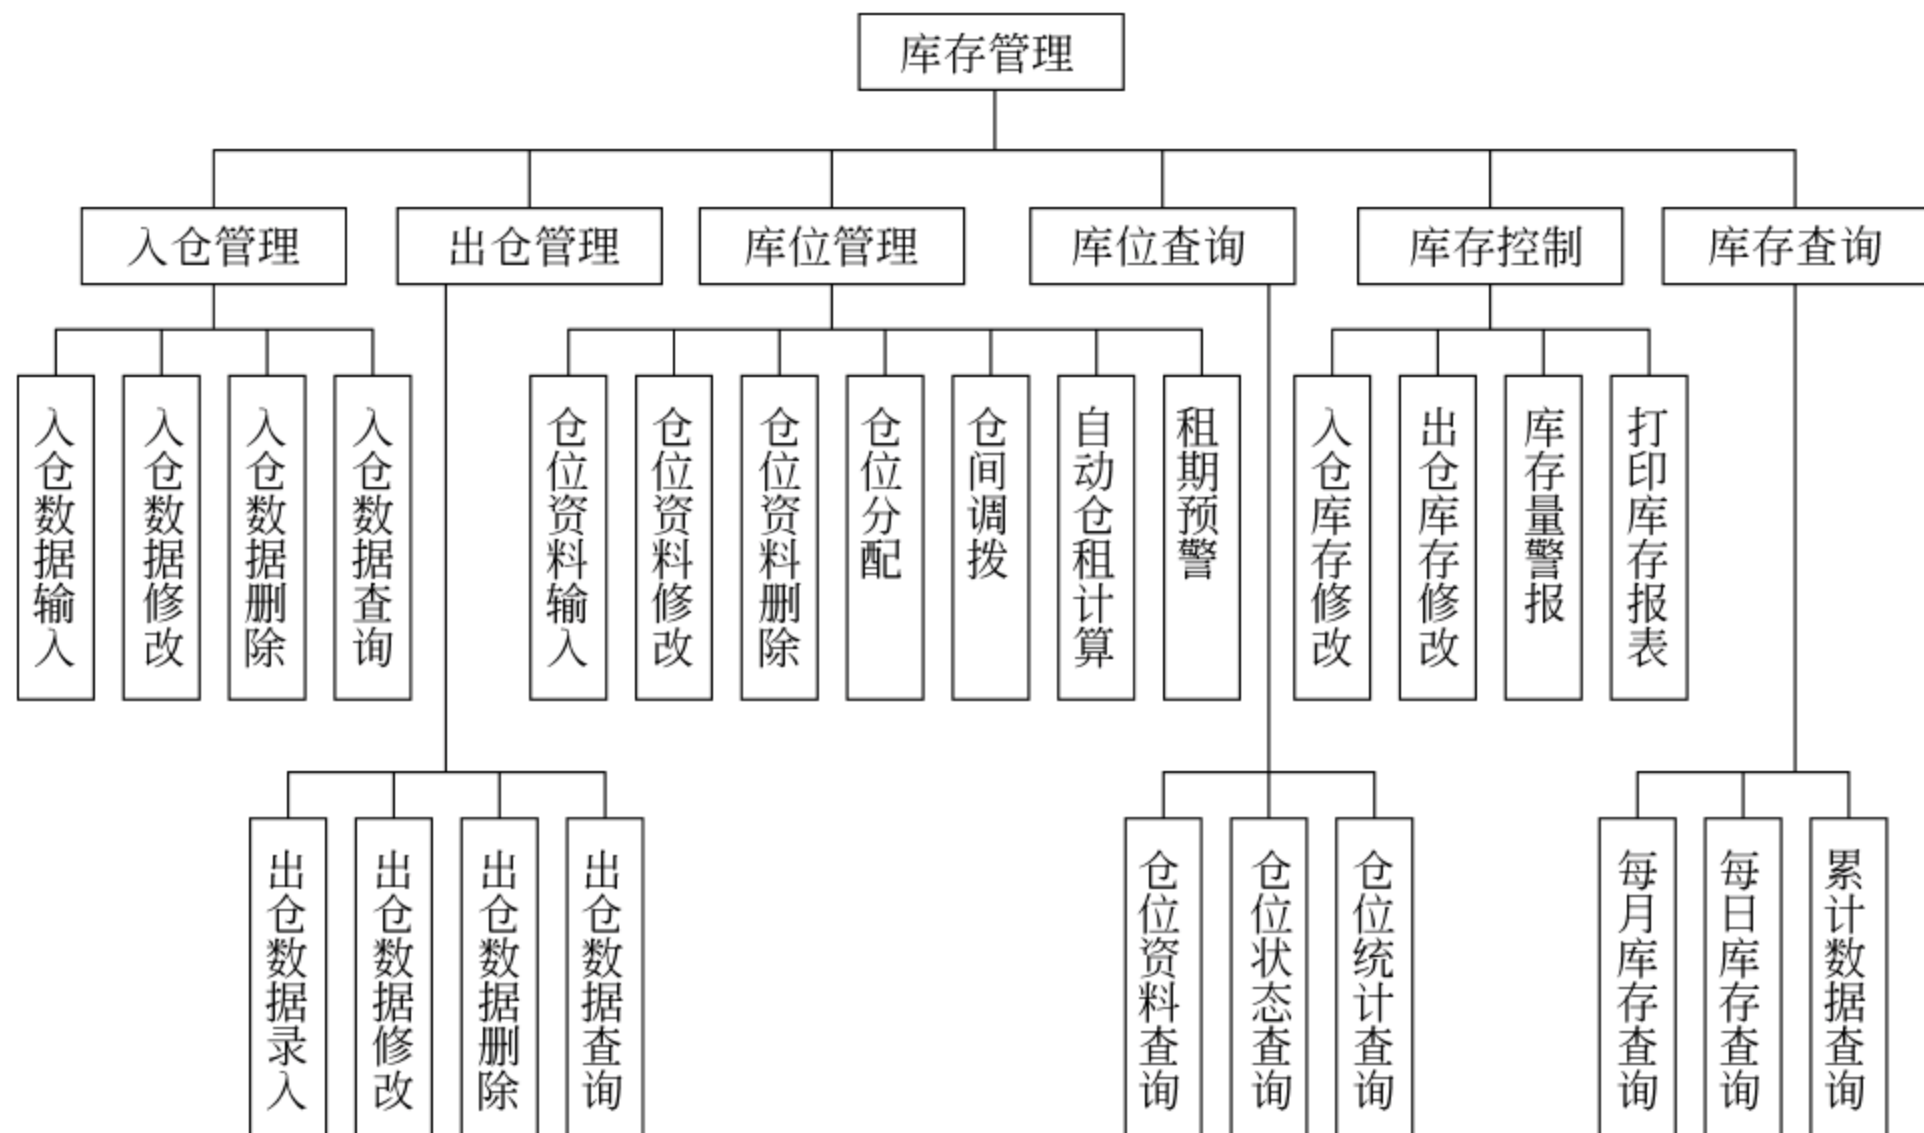 库存管理
入仓管理
出仓管理
库位管理
库位查询
库存控制
库存查询
入仓数据输入
入仓数据修改
入仓数据删除
入仓数据查询
仓位资料输入
仓位资料修改
仓位资料删除
仓位分配
仓间调拨
自动仓租计算
租期预警
入仓库存修改
出仓库存修改
库存量警报
打印库存报表
出仓数据录入
出仓数据修改
出仓数据删除
出仓数据查询
仓位资料查询
仓位状态查询
仓位统计查询
每月库存查询
每日库存查询
累计数据查询